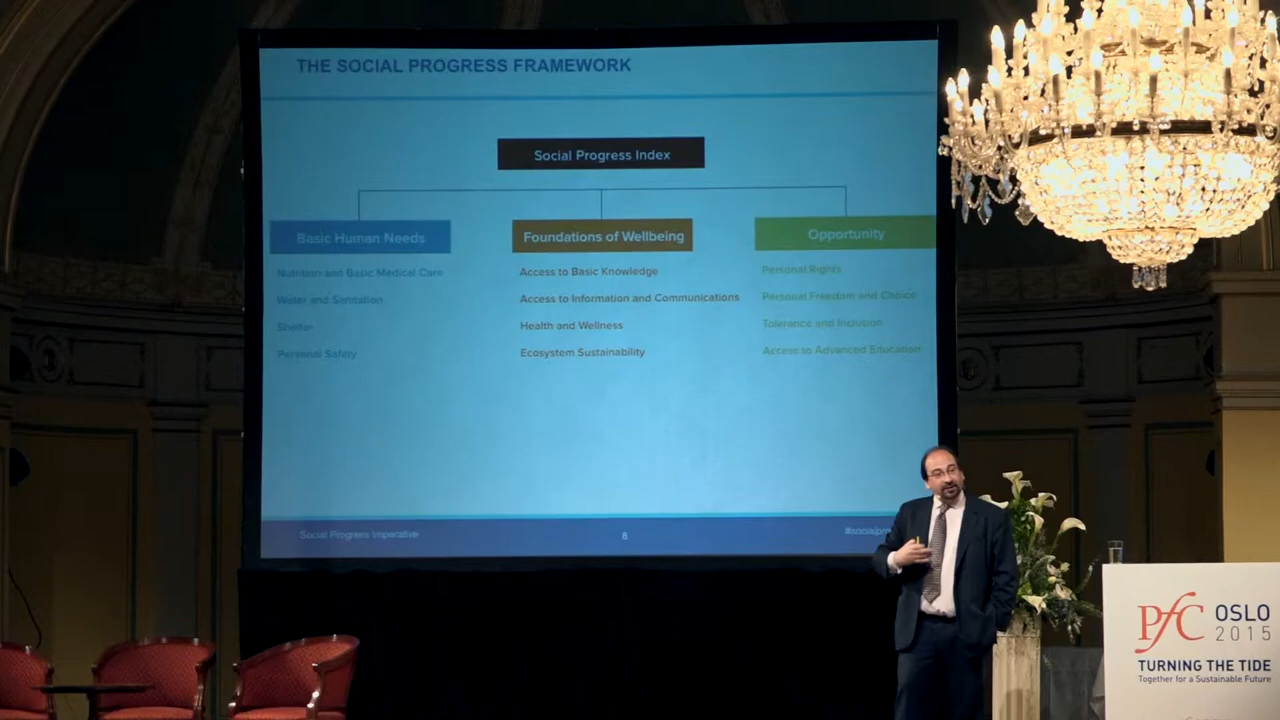 THE SOCIAL PROGRESS FRAMEWORK
Social Progress Index
Basic Human Needs
Nutrition and Basic Medical Care
Water and Sanitation
Shelter
Personal Safety
Foundations of Wellbeing
Access to Basic Knowledge
Access to Information and Communications
Health and Wellness
Ecosystem Sustainability
Opportunity
Personal Rights
Personal Freedom and Choice
Tolerance and Inclusion
Access to Advanced Education
Social Progress Imperative
8
PfC OSLO
2015
TURNING THE TIDE
Together for a Sustainable Future